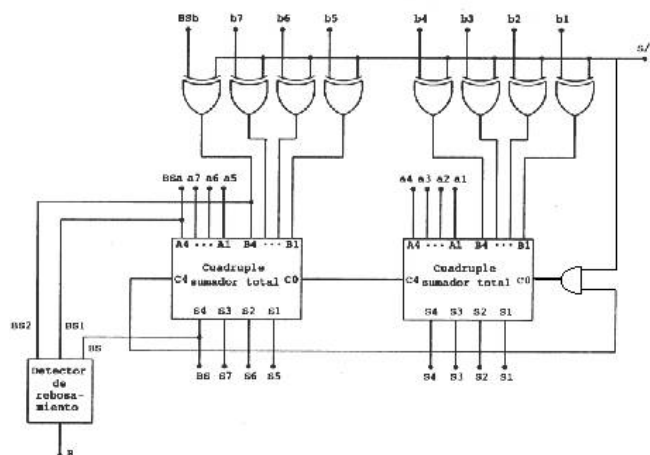 BSb b7 b6 b5 b4 b3 b2 b1
S/
BSa a7 a6 a5 a4 a3 a2 a1
A4 ··· A1 B4 ··· B1 A4 ··· A1 B4 ··· B1
C4 Cuadruple sumador total C0 C4 Cuadruple sumador total C0
S4 S3 S2 S1 S4 S3 S2 S1
BS2 BS1 BS
BS S7 S6 S5 S4 S3 S2 S1
Detector
de
rebosa-
miento